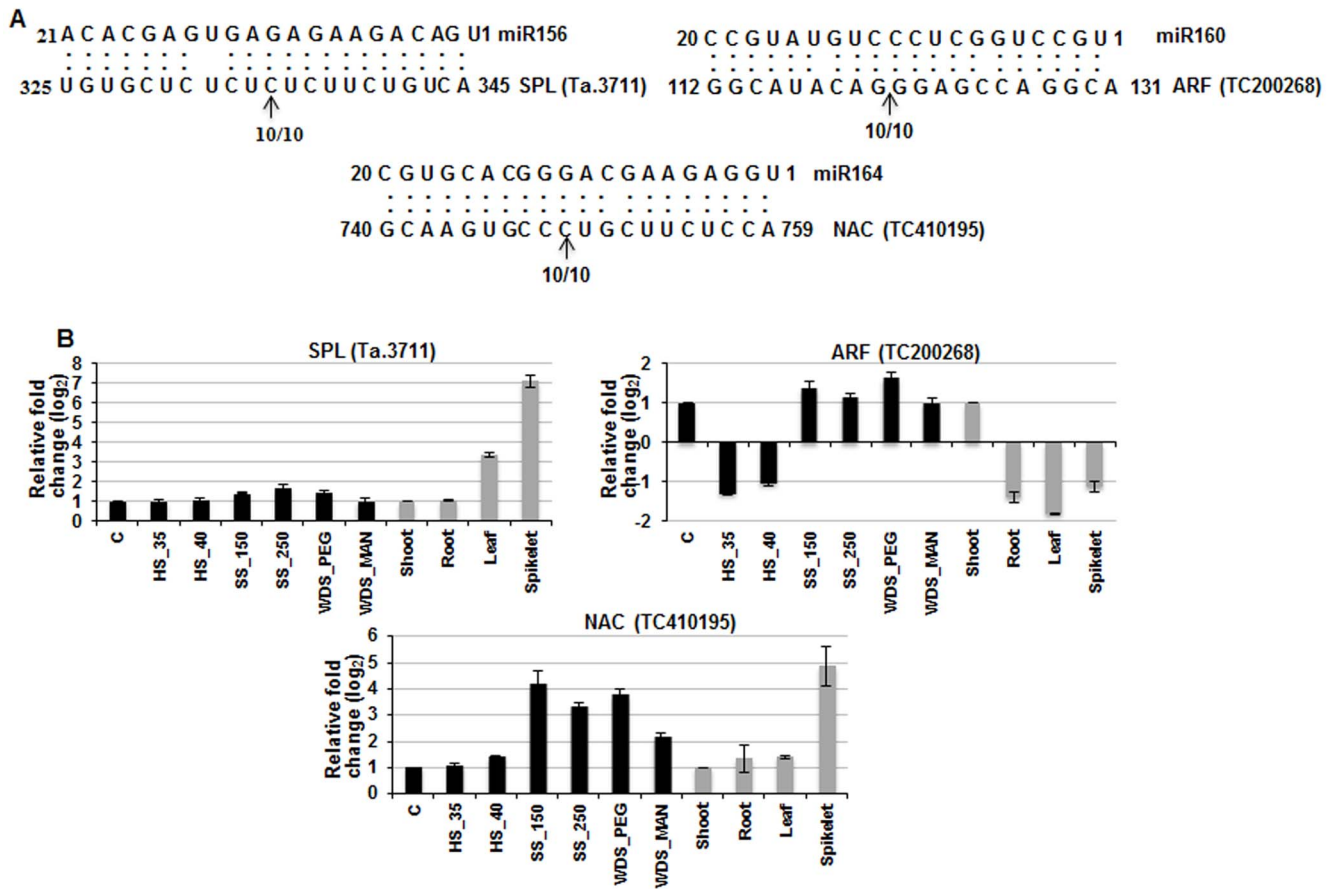 A
21 A C A C G A G U G A G A G A A G A C A G U 1 miR156
325 U G U G C U C U C U C U C U U C U G U C A 345 SPL (Ta.3711)
10/10
20 C C G U A U G U C C C U C G G U C C G U 1 miR160
112 G G C A U A C A G G G A G C C A G G C A 131 ARF (TC200268)
10/10
20 C G U G C A C G G G A C G A A G A G G U 1 miR164
740 G C A A G U G C C C U G C U U C U C C A 759 NAC (TC410195)
10/10
B
SPL (Ta.3711)
Relative fold
change (log2)
8
7
6
5
4
3
2
1
0
C
HS_35
HS_40
SS_150
SS_250
WDS_PEG
WDS_MAN
Shoot
Root
Leaf
Spikelet
ARF (TC200268)
Relative fold
change (log2)
2
1
0
-1
-2
C
HS_35
HS_40
SS_150
SS_250
WDS_PEG
WDS_MAN
Shoot
Root
Leaf
Spikelet
NAC (TC410195)
Relative fold
change (log2)
6
5
4
3
2
1
0
C
HS_35
HS_40
SS_150
SS_250
WDS_PEG
WDS_MAN
Shoot
Root
Leaf
Spikelet